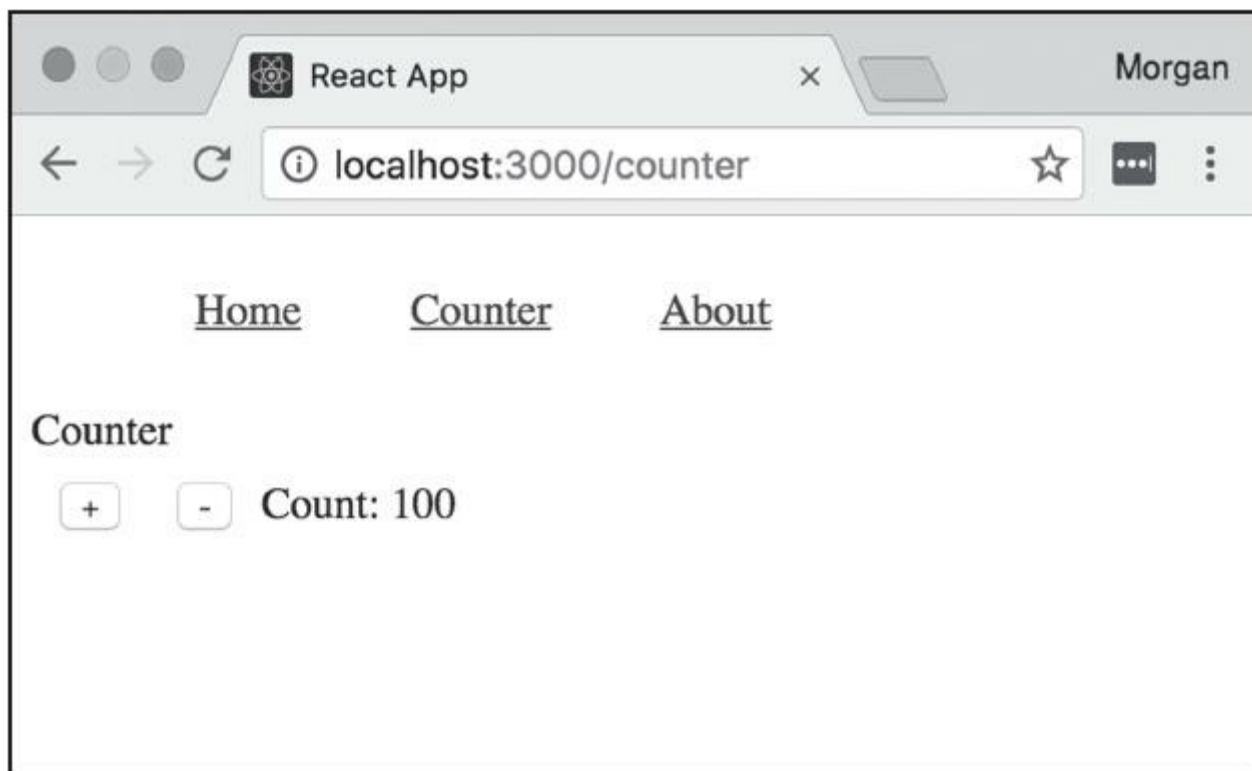 React App × Morgan
localhost:3000/counter
Home Counter About
Counter
+ - Count: 100